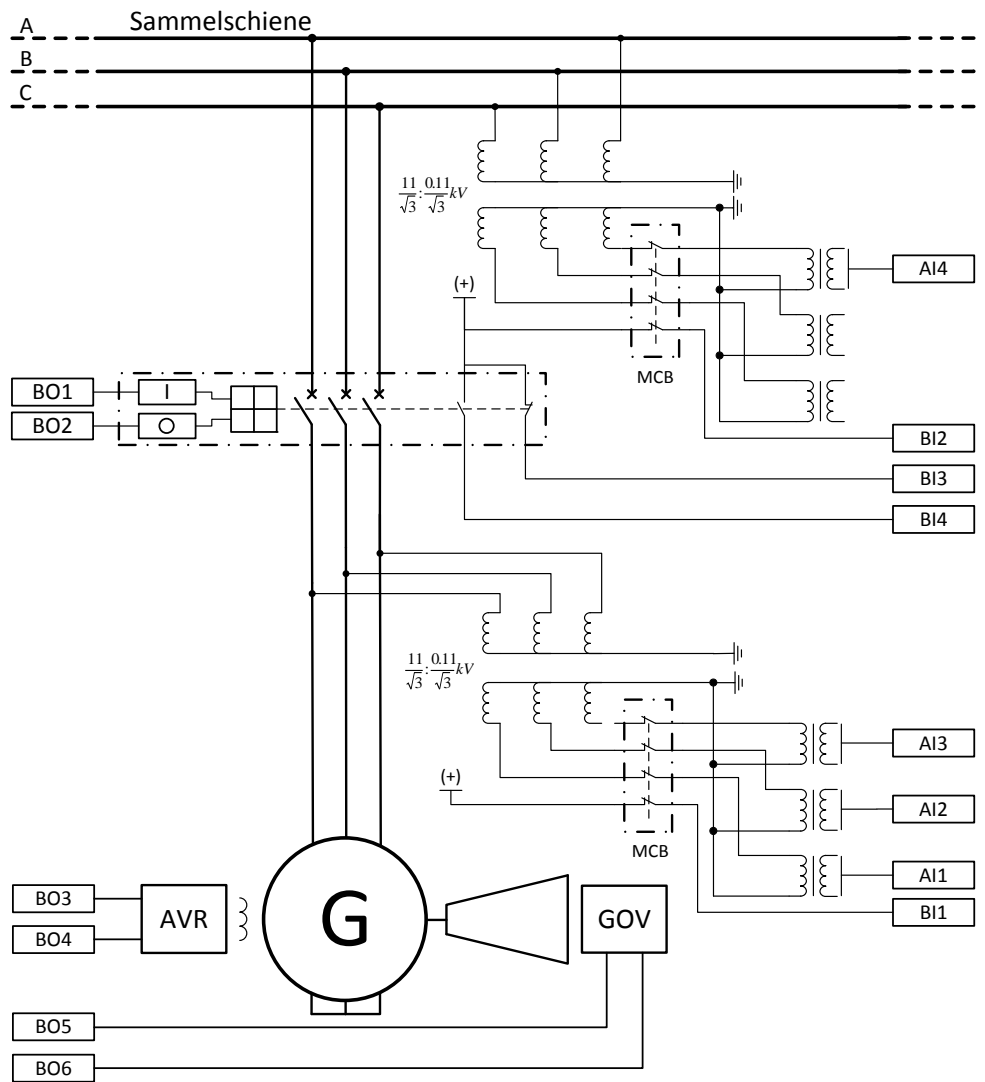 A
Sammelschiene
B
C
11/√3 : 0.11/√3 kV
(+)
AI4
MCB
BO1
I
BO2
O
BI2
BI3
BI4
11/√3 : 0.11/√3 kV
(+)
AI3
AI2
MCB
AI1
BI1
BO3
AVR
G
GOV
BO4
BO5
BO6